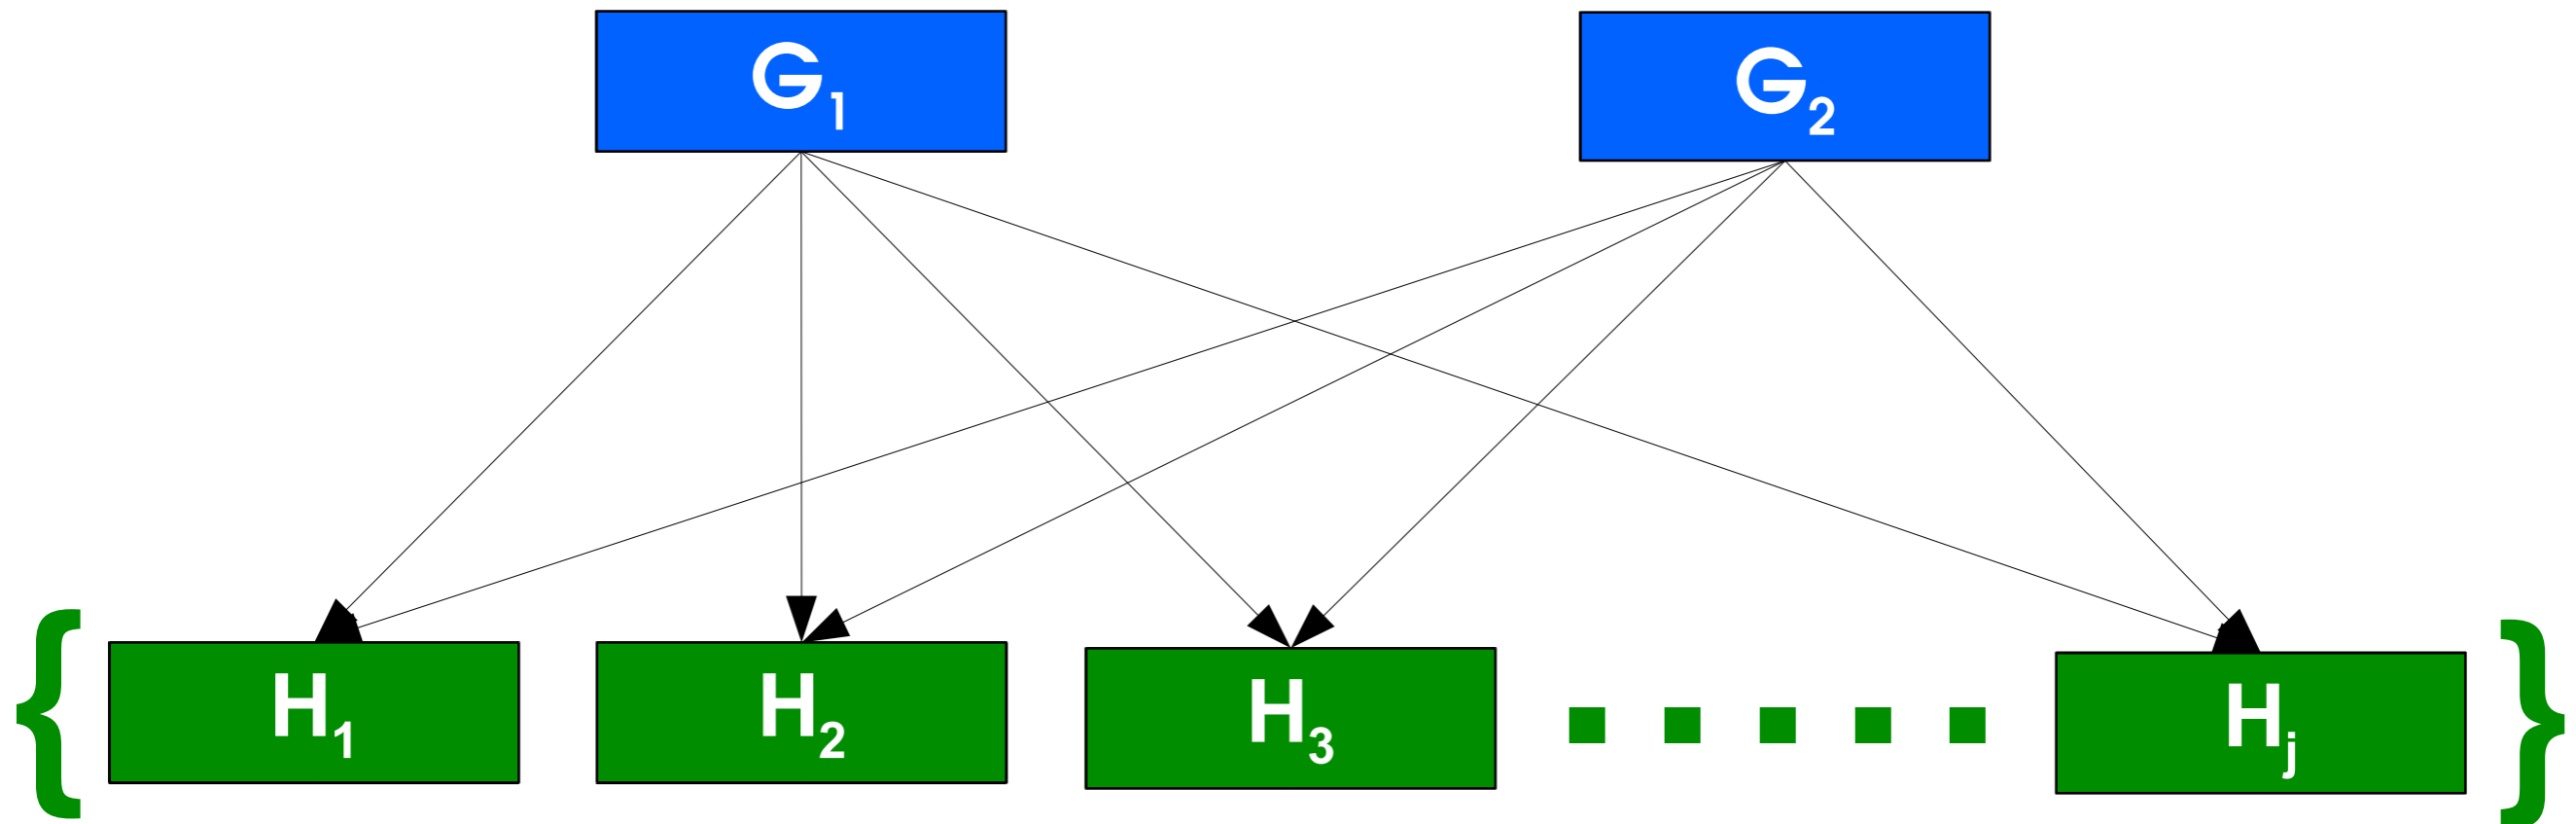 G₁ G₂
{ H₁ H₂ H₃ ..... Hⱼ }